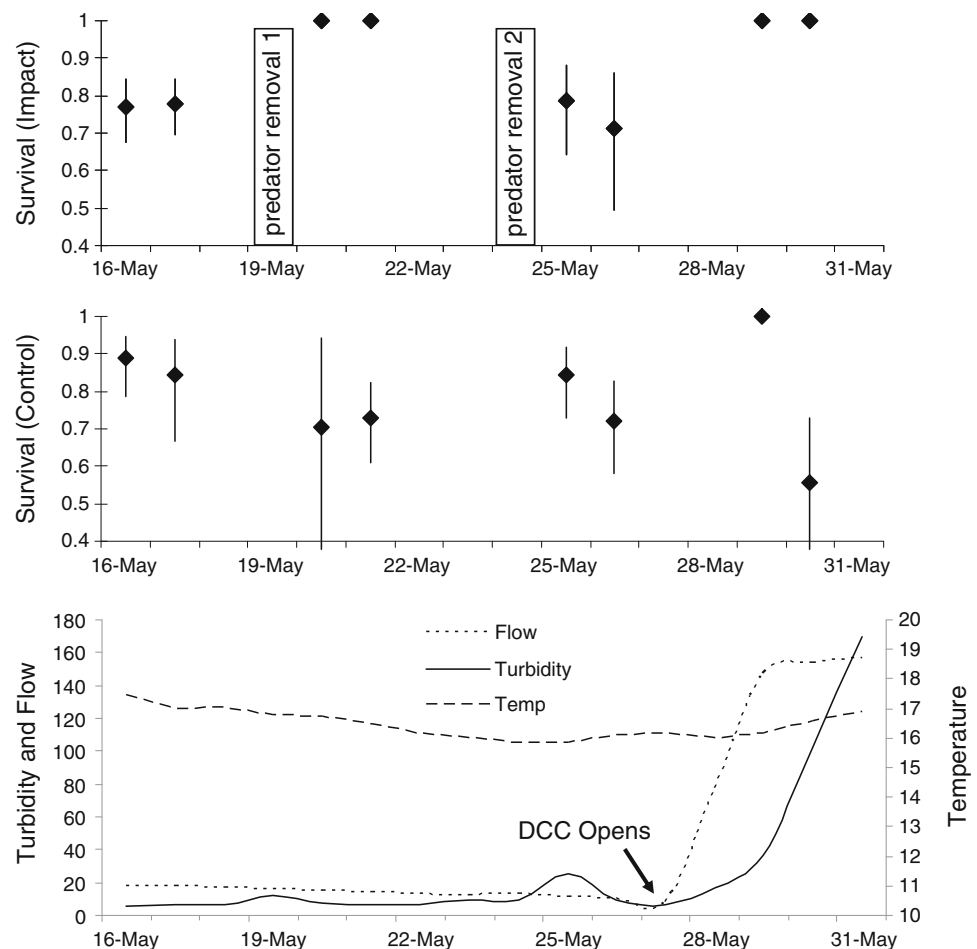 Survival (Impact)
1
0.9
0.8
0.7
0.6
0.5
0.4
predator removal 1
predator removal 2
16-May 19-May 22-May 25-May 28-May 31-May
Survival (Control)
1
0.9
0.8
0.7
0.6
0.5
0.4
16-May 19-May 22-May 25-May 28-May 31-May
Turbidity and Flow
180
160
140
120
100
80
60
40
20
0
Flow
Turbidity
Temp
DCC Opens
20
19
18
17
16
15
14
13
12
11
10
Temperature
16-May 19-May 22-May 25-May 28-May 31-May